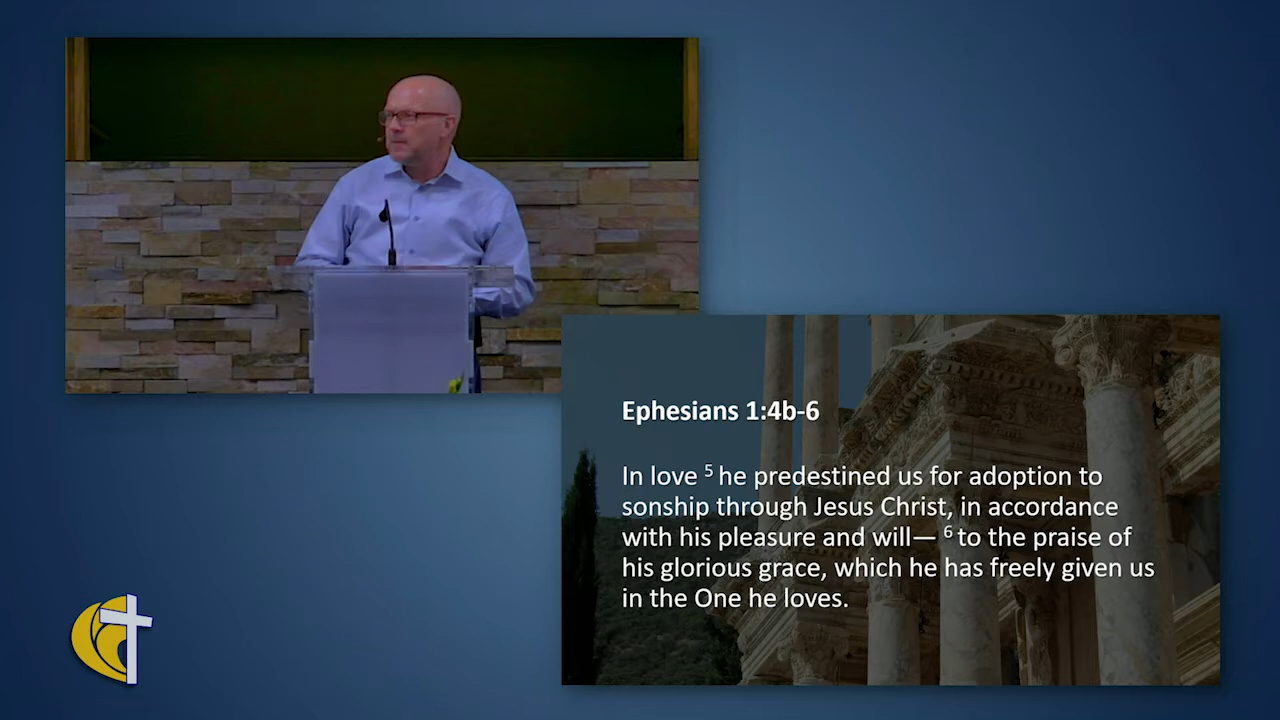 Ephesians 1:4b-6
In love ⁵ he predestined us for adoption to
sonship through Jesus Christ, in accordance
with his pleasure and will— ⁶ to the praise of
his glorious grace, which he has freely given us
in the One he loves.